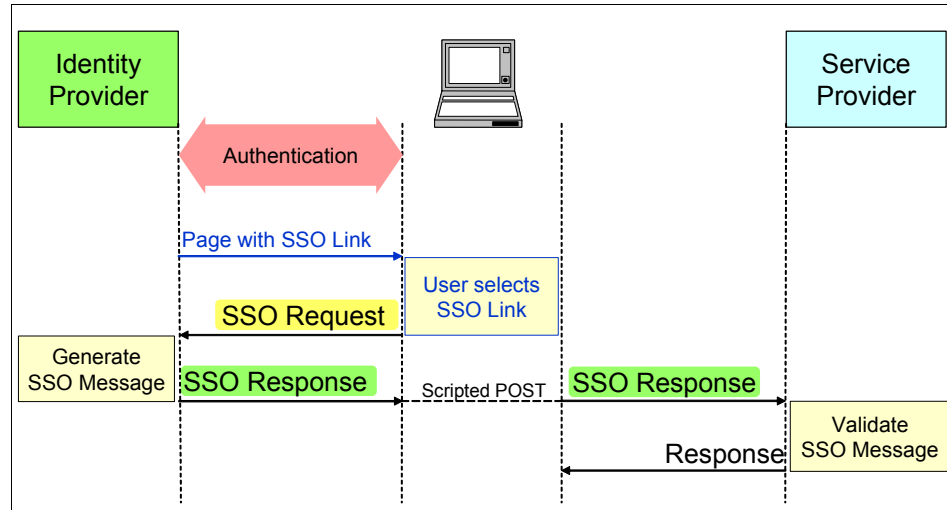 Identity
Provider
Service
Provider
Authentication
Page with SSO Link
User selects
SSO Link
SSO Request
Generate
SSO Message
SSO Response
Scripted POST
SSO Response
Validate
SSO Message
Response